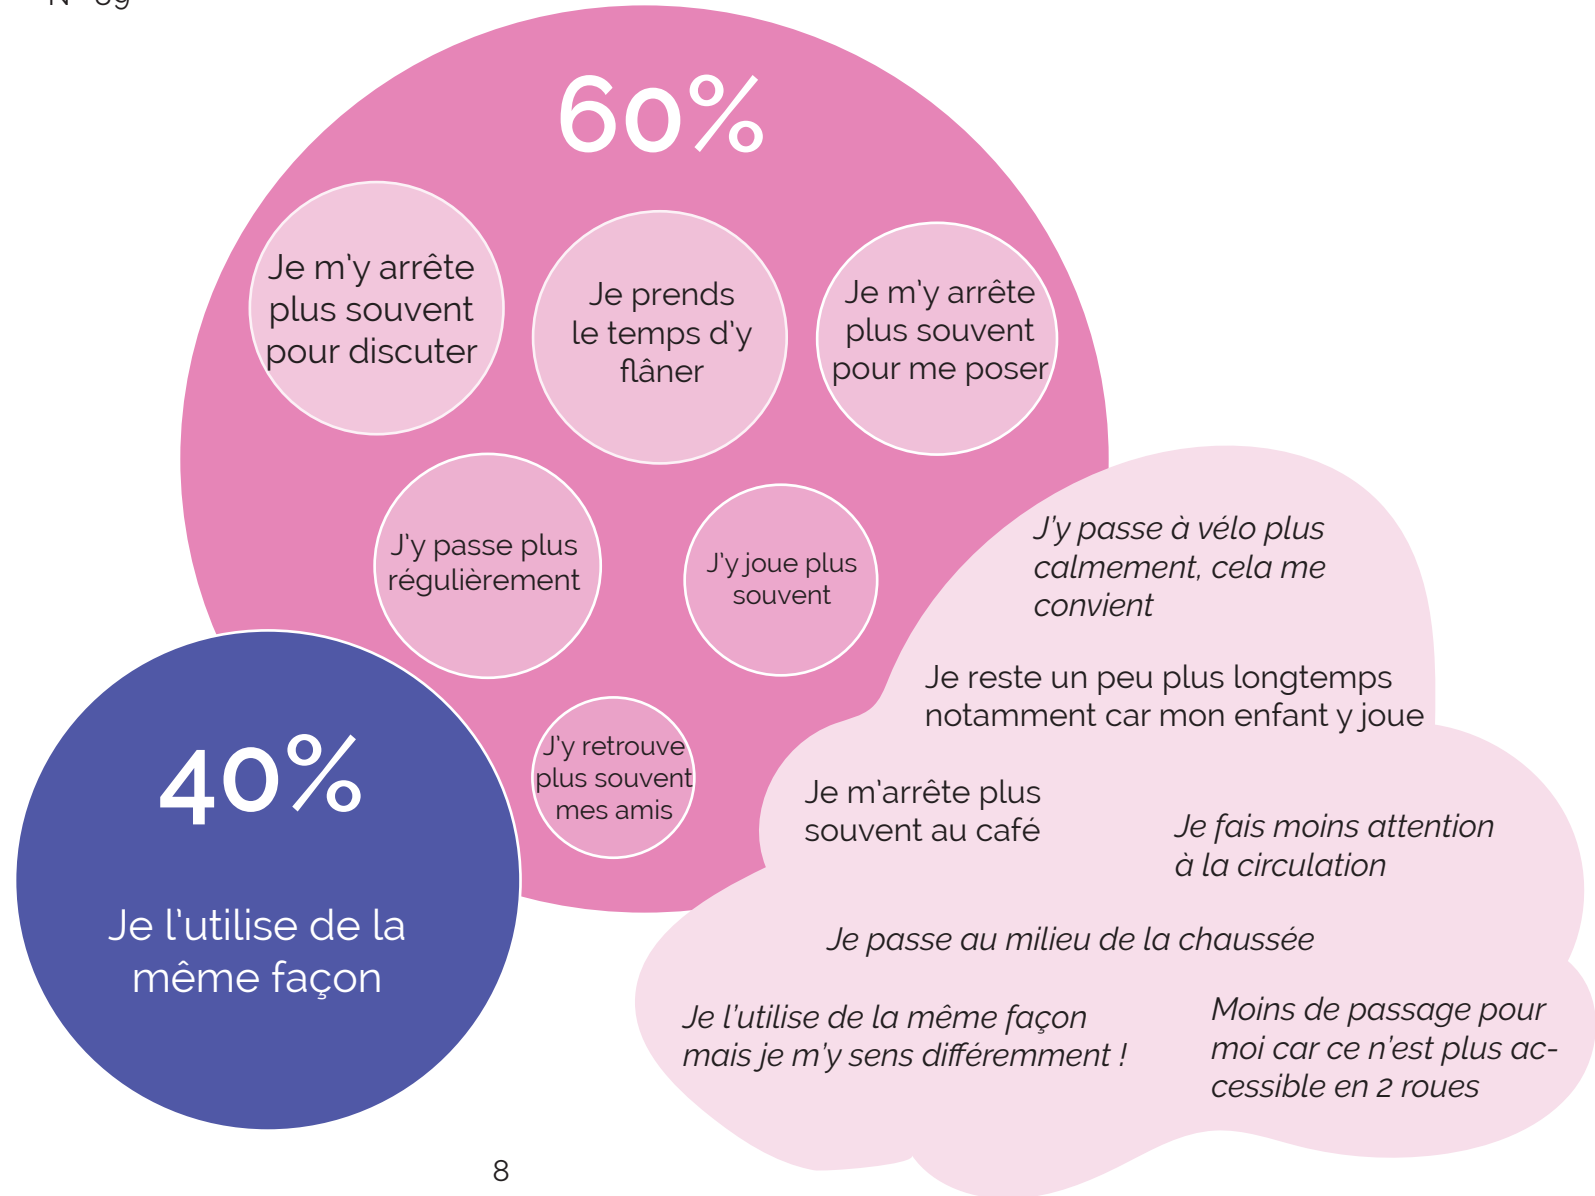 60%
Je m'y arrête
plus souvent
pour discuter
Je prends
le temps d'y
flâner
Je m'y arrête
plus souvent
pour me poser
J'y passe plus
régulièrement
J'y joue plus
souvent
J'y retrouve
plus souvent
mes amis
40%
Je l'utilise de la
même façon
J'y passe à vélo plus
calmement, cela me
convient
Je reste un peu plus longtemps
notamment car mon enfant y joue
Je m'arrête plus
souvent au café
Je fais moins attention
à la circulation
Je passe au milieu de la chaussée
Je l'utilise de la même façon
mais je m'y sens différemment !
Moins de passage pour
moi car ce n'est plus ac-
cessible en 2 roues
8